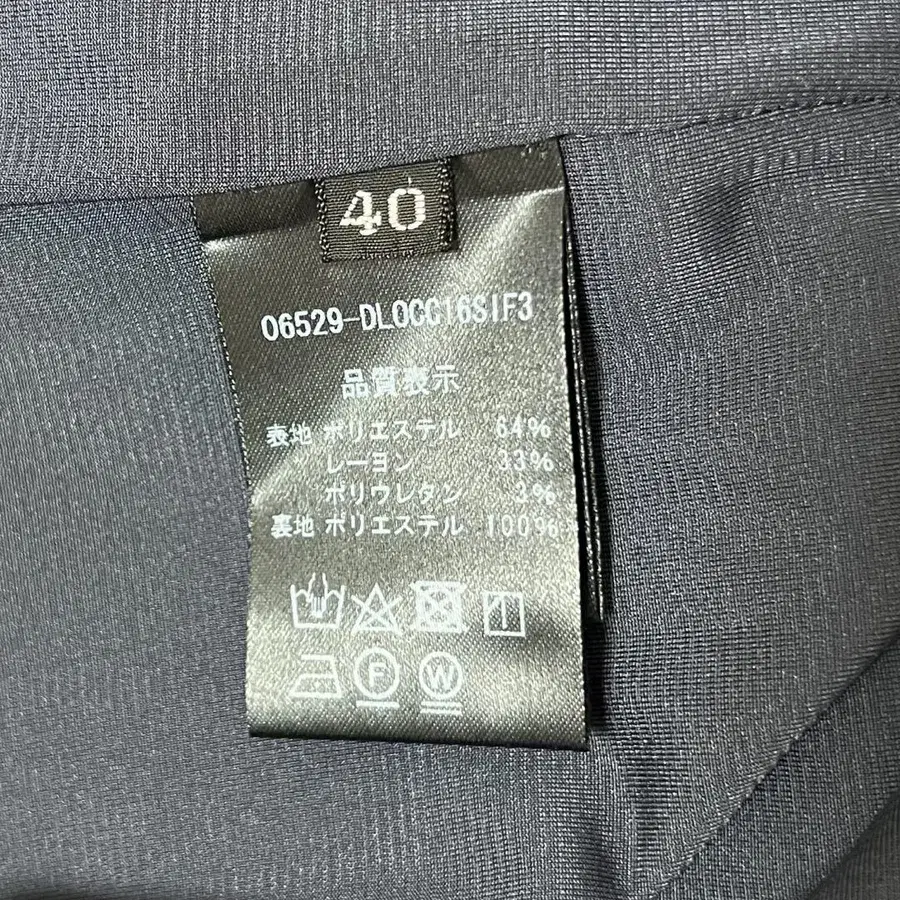 40
06529-DLOCC16SIF3
品質表示
表地 ポリエステル 64%
レーヨン 33%
ポリウレタン 3%
裏地 ポリエステル 100%
F W